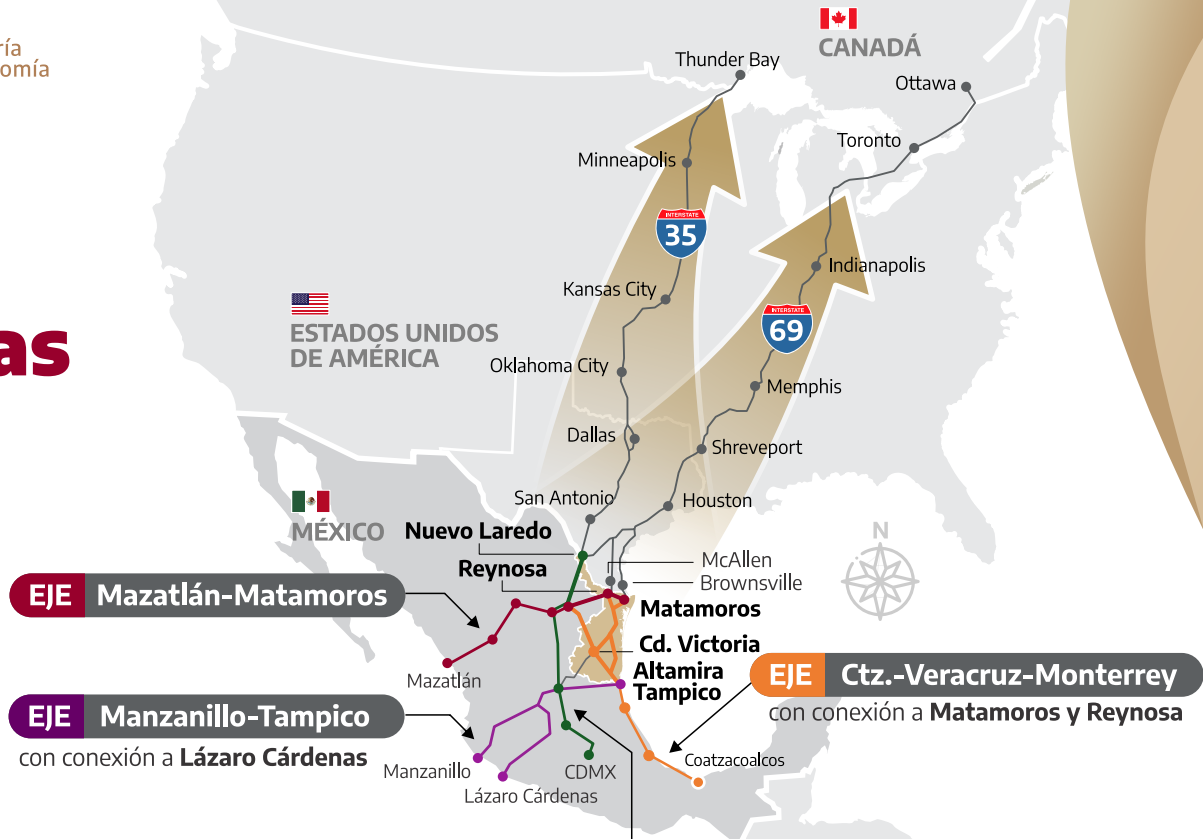 ría
omía
as
CANADÁ
Thunder Bay
Ottawa
Toronto
Minneapolis
INTERSTATE
35
Indianapolis
Kansas City
INTERSTATE
69
ESTADOS UNIDOS
DE AMÉRICA
Oklahoma City
Memphis
Dallas
Shreveport
San Antonio
Houston
MÉXICO
Nuevo Laredo
N
McAllen
Reynosa
Brownsville
EJE Mazatlán-Matamoros
Matamoros
Cd. Victoria
Mazatlán
Altamira
Tampico
EJE Ctz.-Veracruz-Monterrey
con conexión a Matamoros y Reynosa
EJE Manzanillo-Tampico
con conexión a Lázaro Cárdenas
Manzanillo
CDMX
Coatzacoalcos
Lázaro Cárdenas